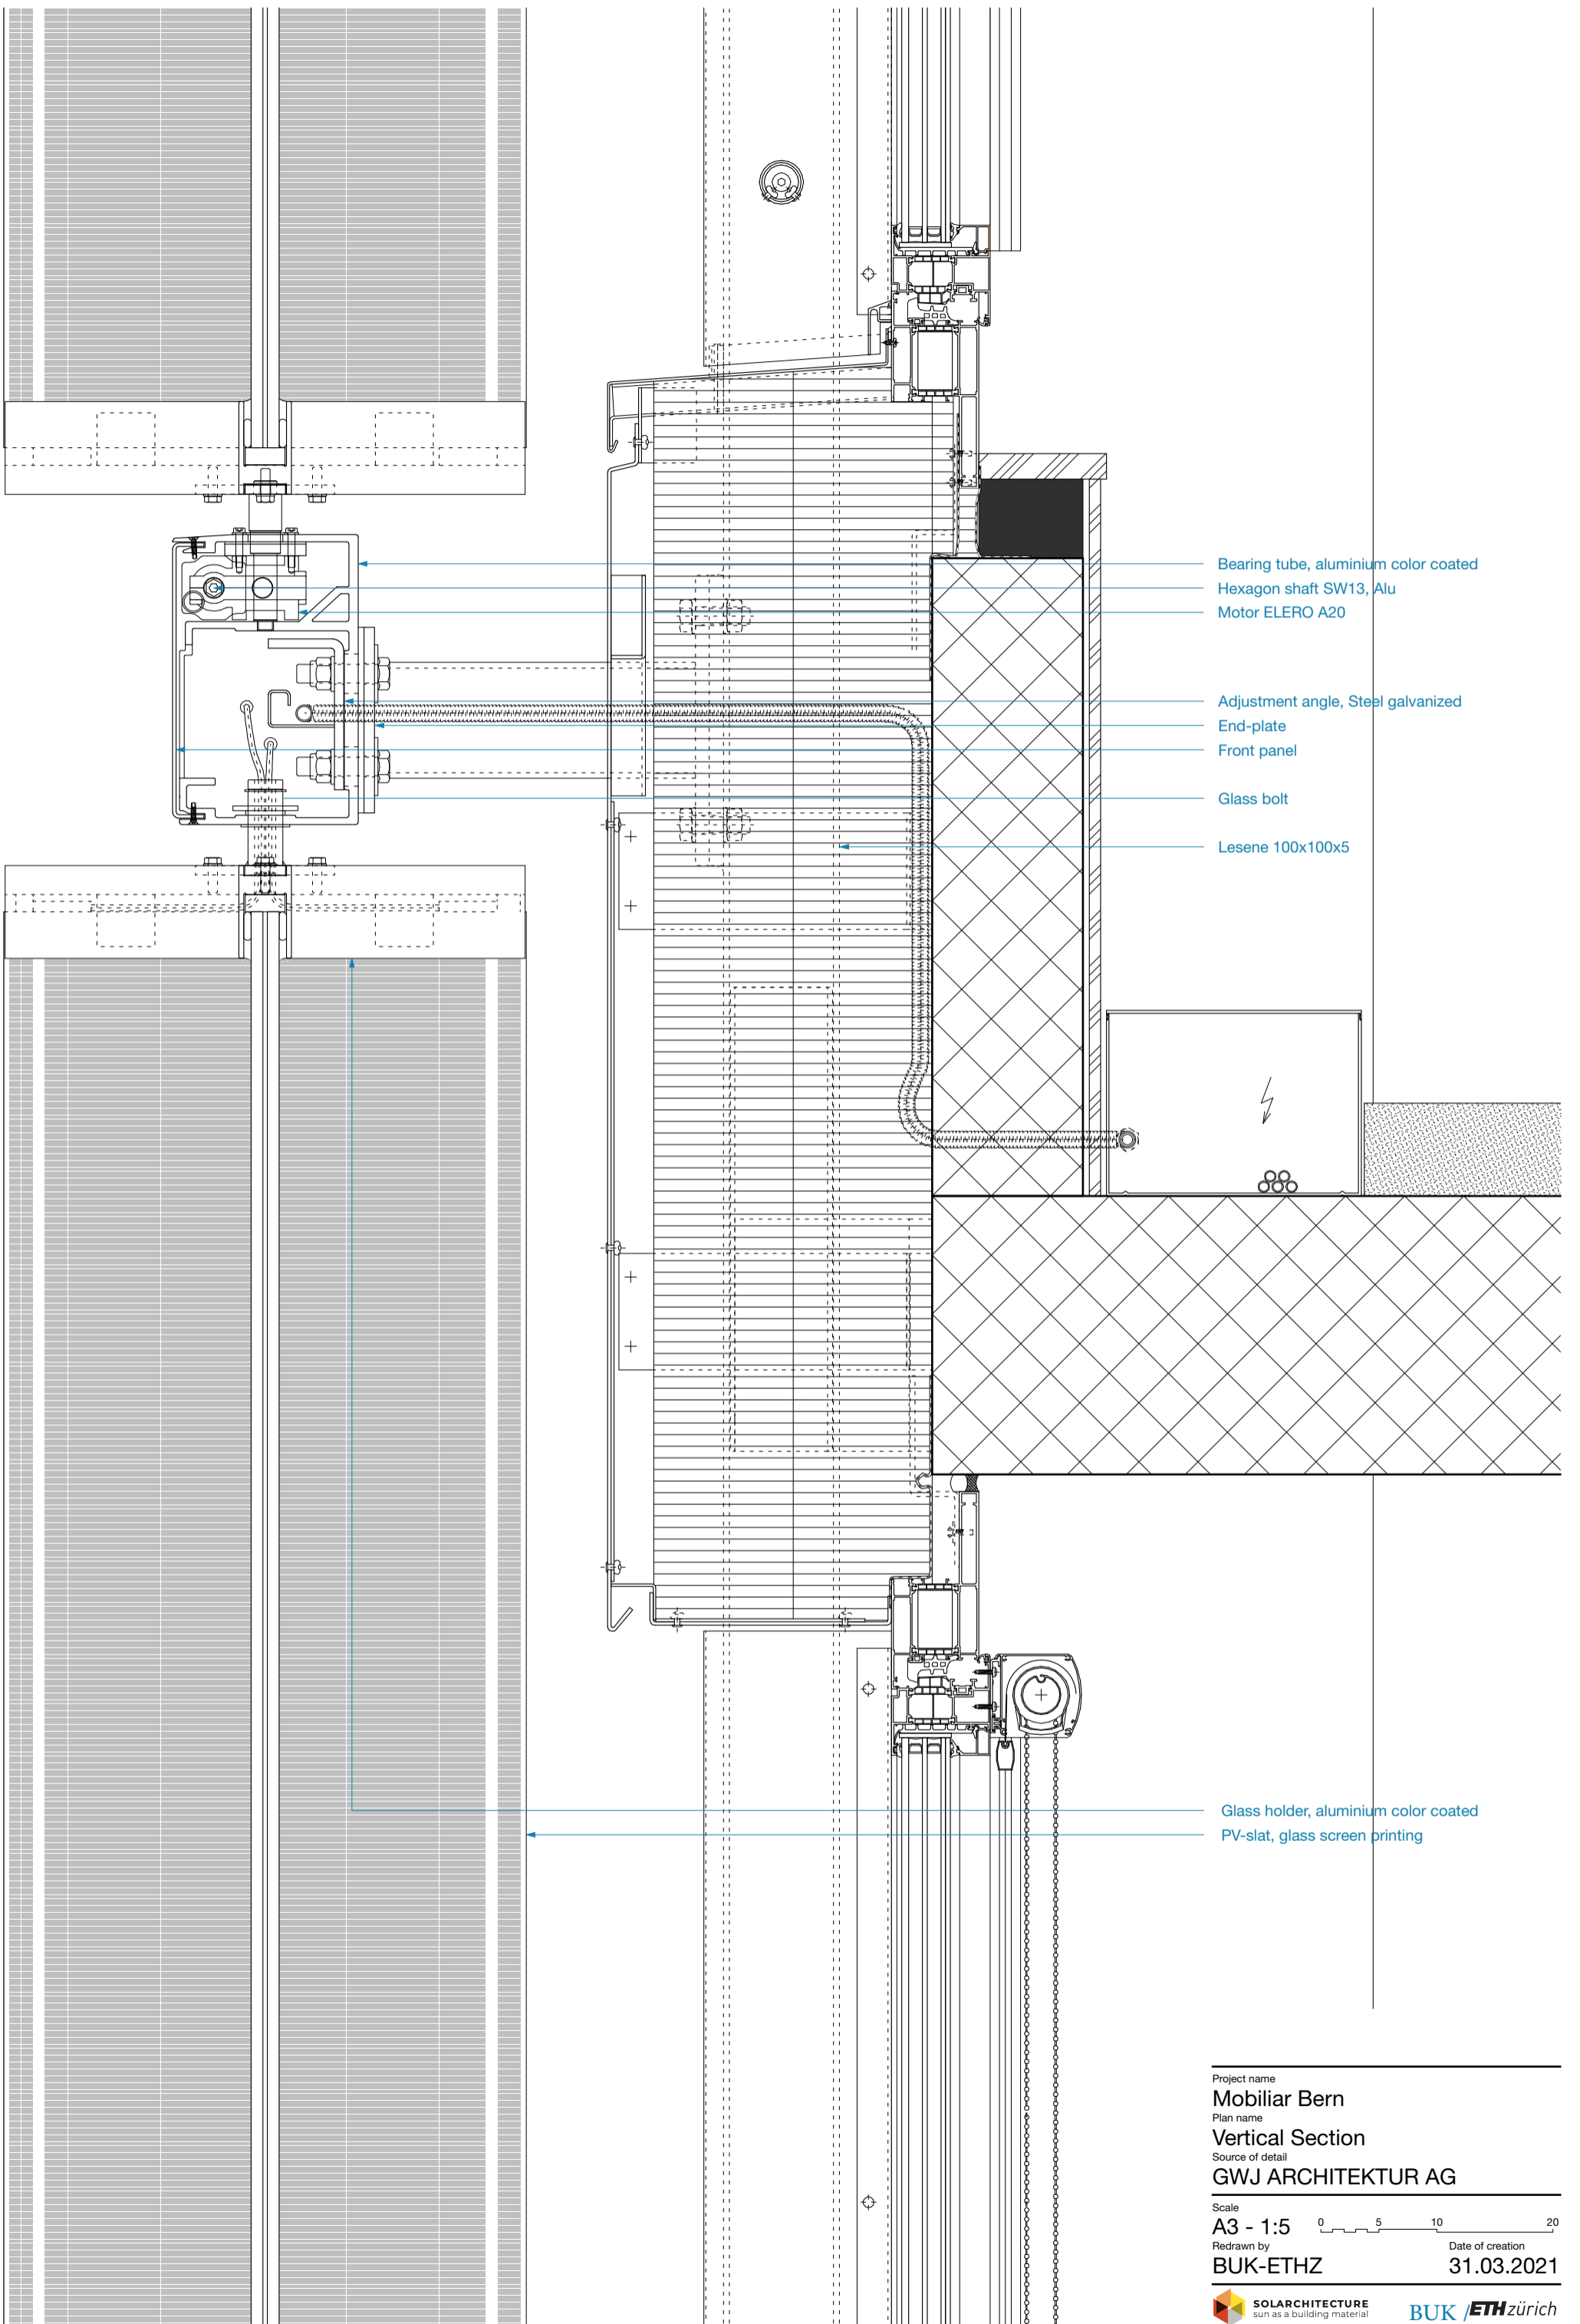 Bearing tube, aluminium color coated
Hexagon shaft SW13, Alu
Motor ELERO A20
Adjustment angle, Steel galvanized
End-plate
Front panel
Glass bolt
Lesene 100x100x5
Glass holder, aluminium color coated
PV-slat, glass screen printing
Project name
Mobiliar Bern
Plan name
Vertical Section
Source of detail
GWJ ARCHITEKTUR AG
Scale
A3 - 1:5 0 5 10 20
Redrawn by Date of creation
BUK-ETHZ 31.03.2021
SOLARCHITECTURE
sun as a building material
BUK / ETH zürich